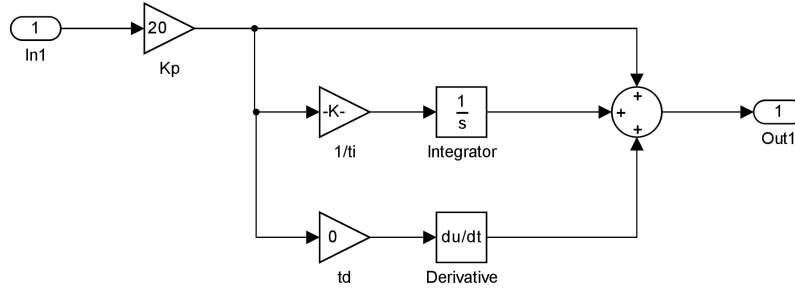 1
In1
20
Kp
-K-
1/ti
1
s
Integrator
0
td
du/dt
Derivative
+
+
+
1
Out1